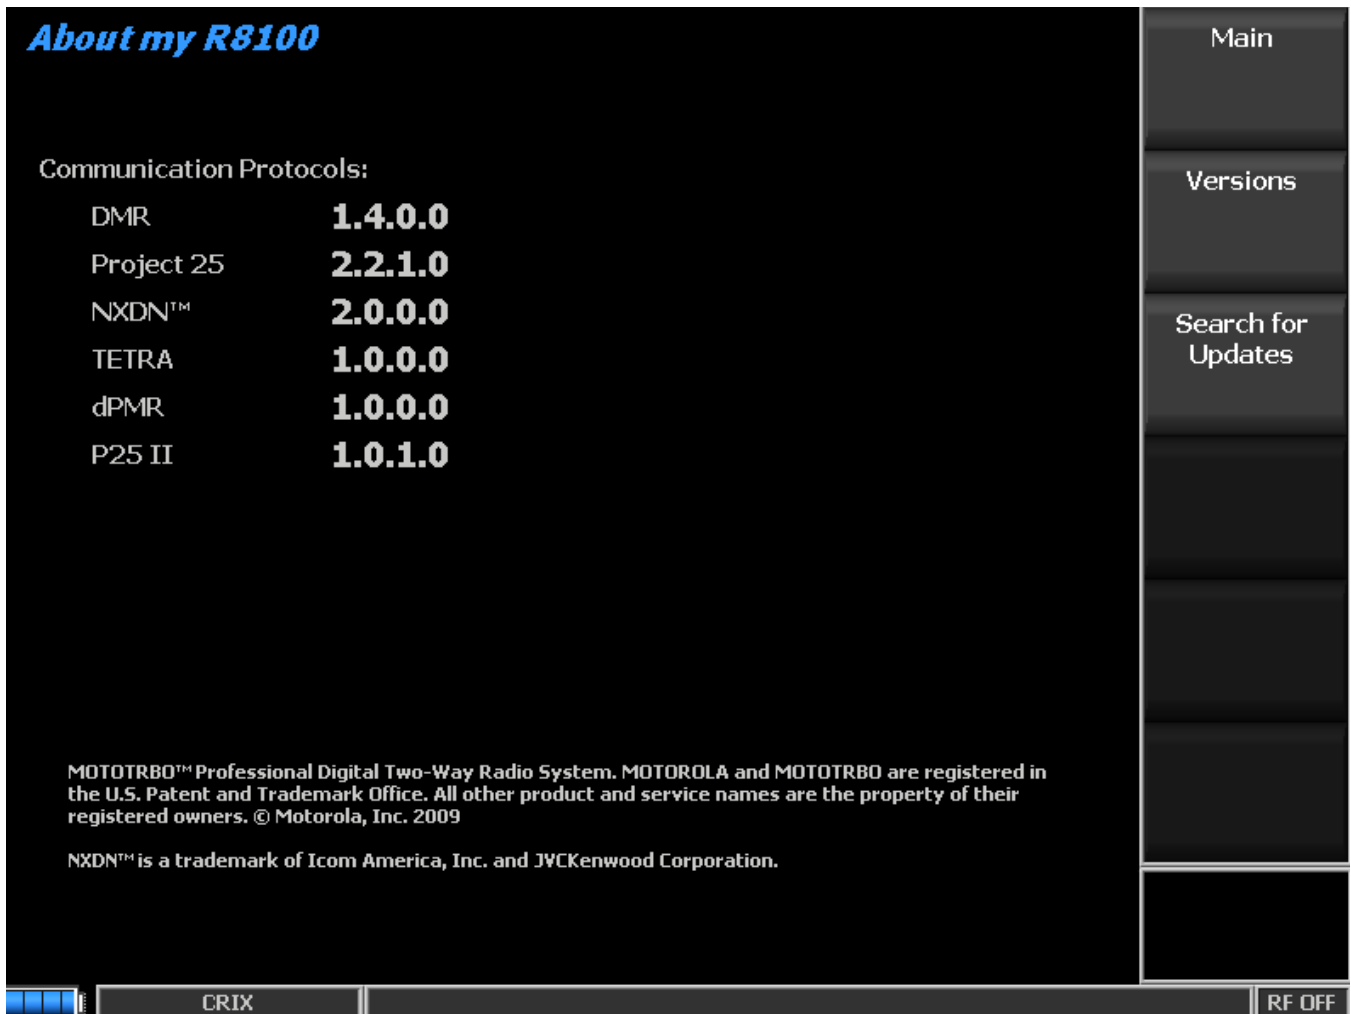 About my R8100
Communication Protocols:
DMR 1.4.0.0
Project 25 2.2.1.0
NXDN™ 2.0.0.0
TETRA 1.0.0.0
dPMR 1.0.0.0
P25 II 1.0.1.0
MOTOTRBO™ Professional Digital Two-Way Radio System. MOTOROLA and MOTOTRBO are registered in
the U.S. Patent and Trademark Office. All other product and service names are the property of their
registered owners. © Motorola, Inc. 2009
NXDN™ is a trademark of Icom America, Inc. and JVCKenwood Corporation.
Main
Versions
Search for
Updates
CRIX
RF OFF